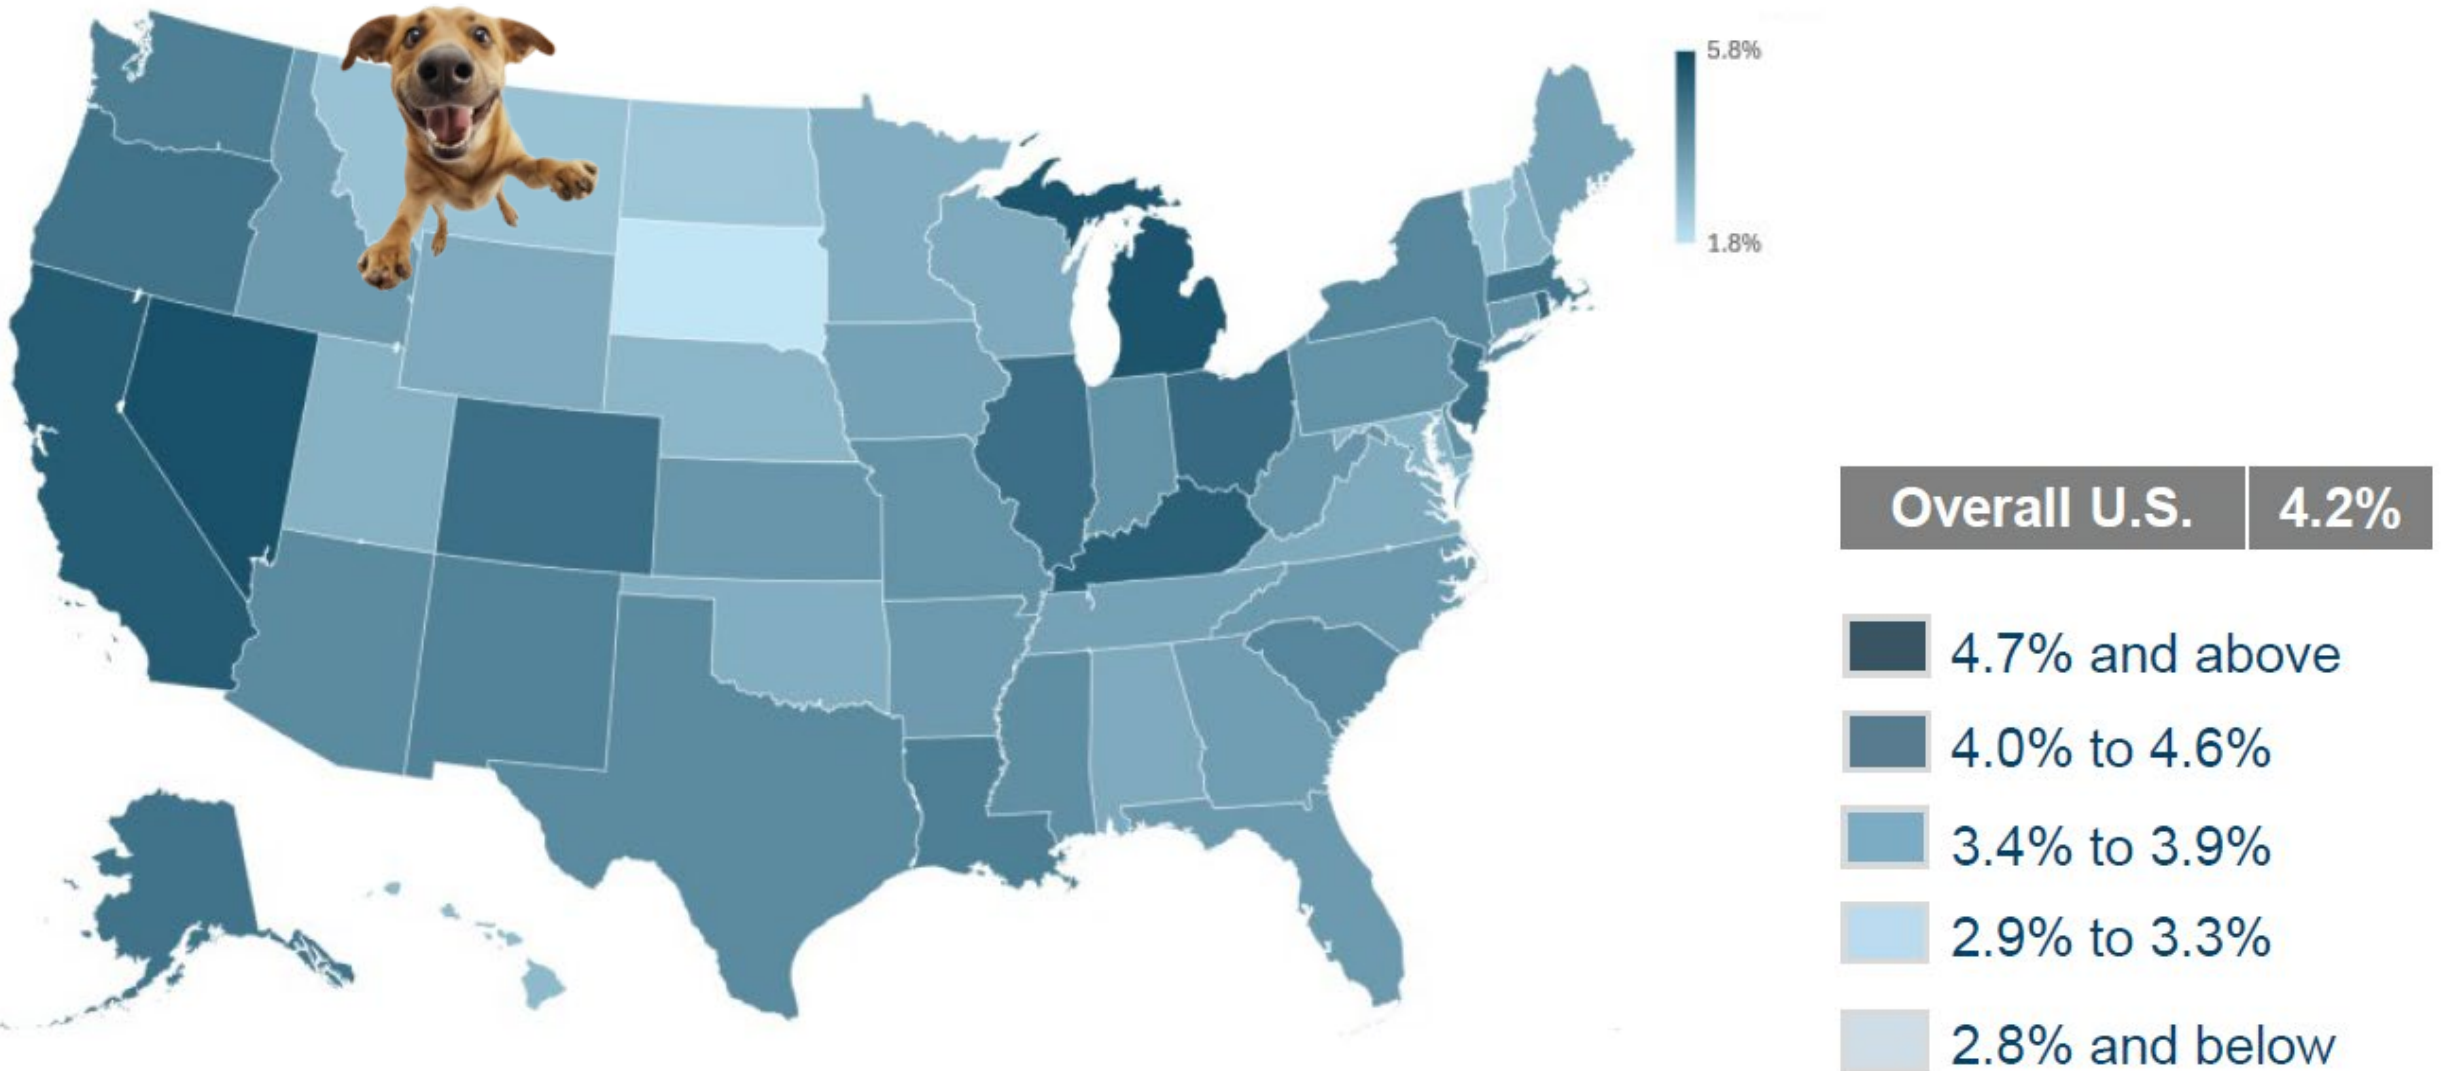 5.8%
1.8%
Overall U.S. 4.2%
4.7% and above
4.0% to 4.6%
3.4% to 3.9%
2.9% to 3.3%
2.8% and below